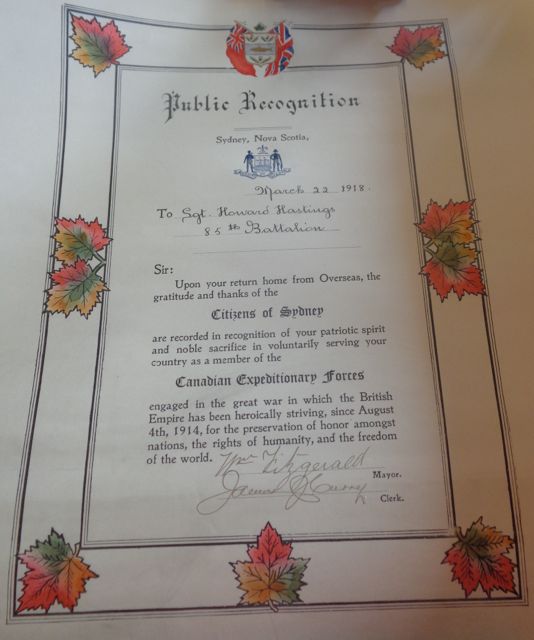 Public Recognition
Sydney, Nova Scotia,
March 22 1918.
To Sgt. Howard Hastings
85th Battalion
Sir:
Upon your return home from Overseas, the
gratitude and thanks of the
Citizens of Sydney
are recorded in recognition of your patriotic spirit
and noble sacrifice in voluntarily serving your
country as a member of the
Canadian Expeditionary Forces
engaged in the great war in which the British
Empire has been heroically striving, since August
4th, 1914, for the preservation of honor amongst
nations, the rights of humanity, and the freedom
of the world. Wm Fitzgerald
Mayor.
James J Curry
Clerk.